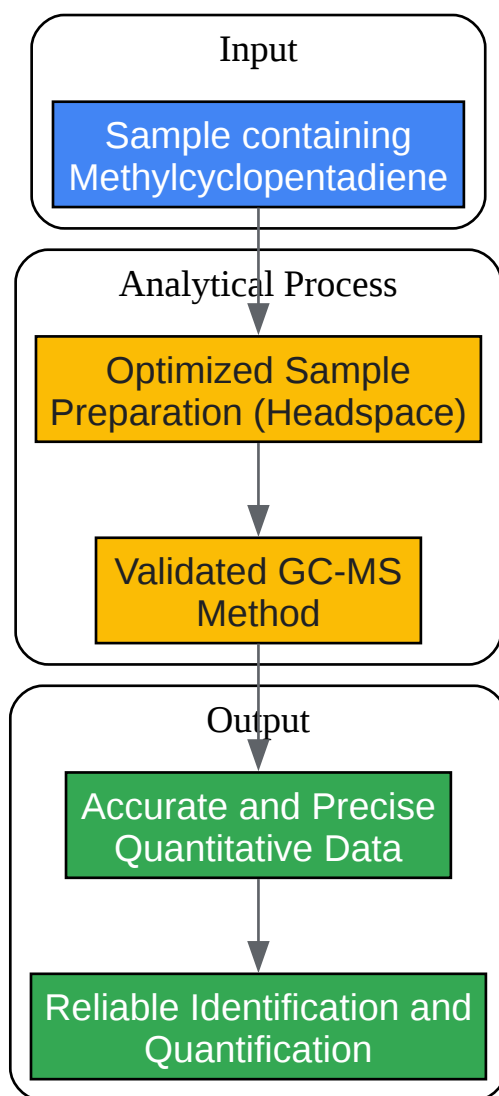 Input
Sample containing
Methylcyclopentadiene
Analytical Process
Optimized Sample
Preparation (Headspace)
Validated GC-MS
Method
Output
Accurate and Precise
Quantitative Data
Reliable Identification and
Quantification